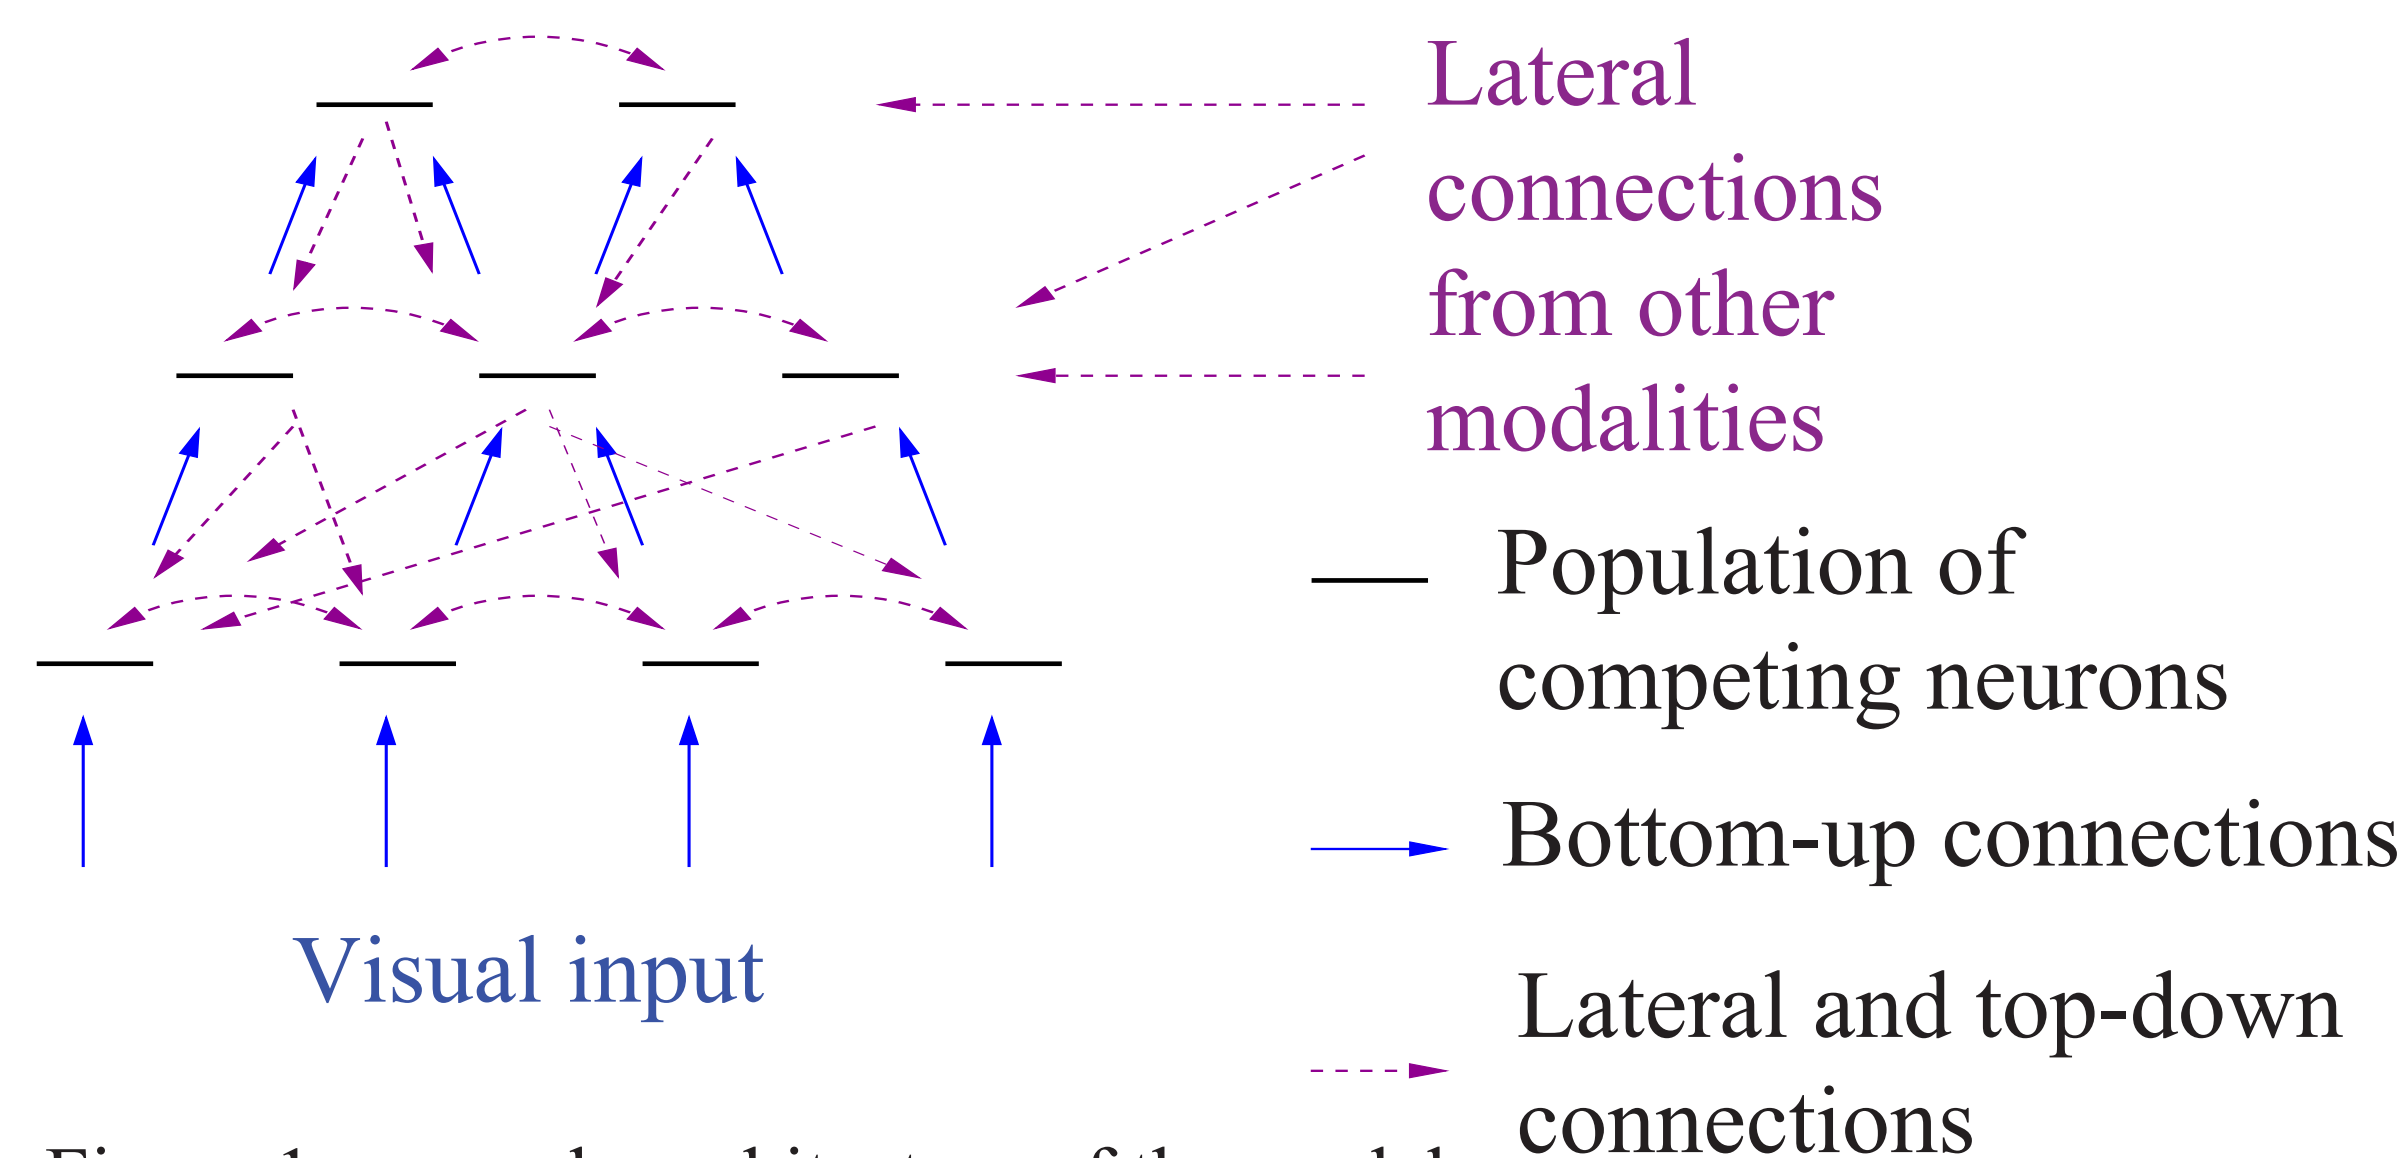 Lateral
connections
from other
modalities
Population of
competing neurons
Bottom-up connections
Visual input
Lateral and top-down
connections